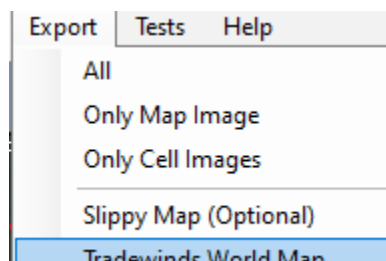 Export Tests Help
All
Only Map Image
Only Cell Images
Slippy Map (Optional)
Tradewinds World Map